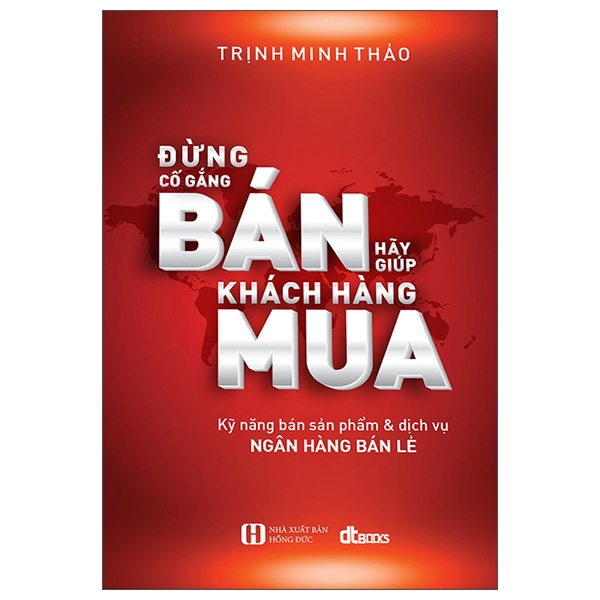 TRỊNH MINH THẢO
ĐỪNG
CỐ GẮNG
BÁN
HÃY
GIÚP
KHÁCH HÀNG
MUA
Kỹ năng bán sản phẩm & dịch vụ
NGÂN HÀNG BÁN LẺ
NHÀ XUẤT BẢN
HỒNG ĐỨC
dtBOOKS